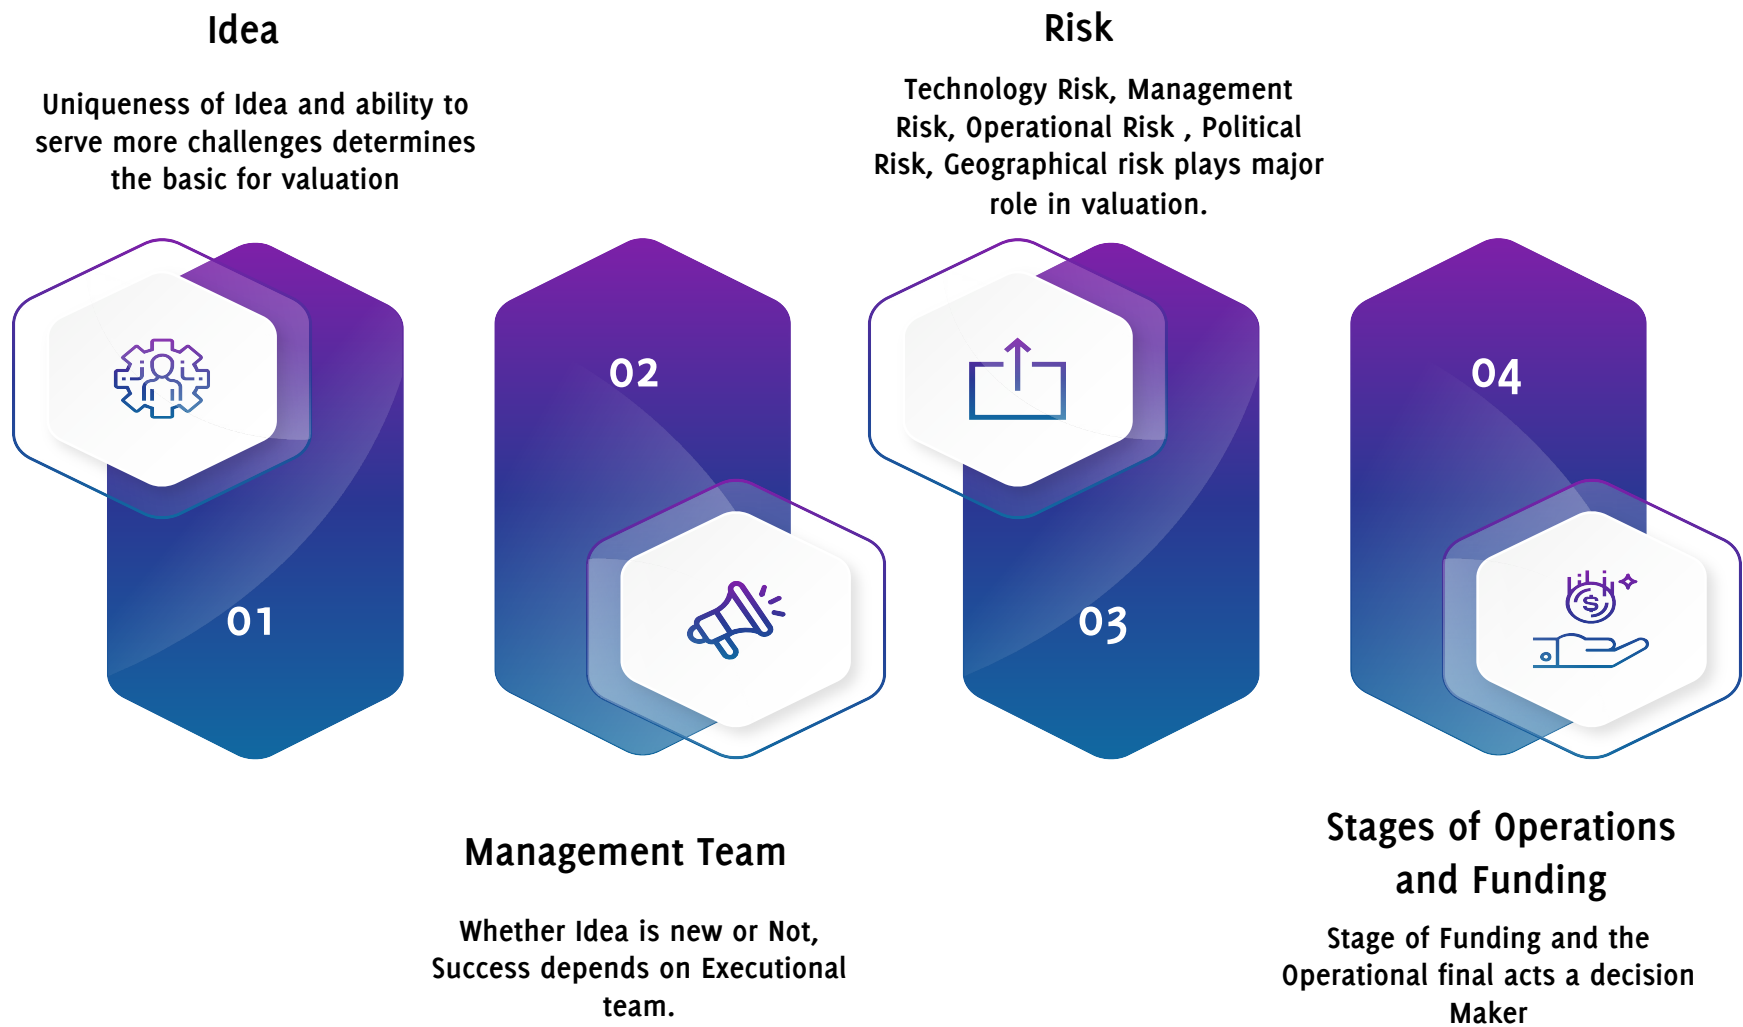 Idea
Uniqueness of Idea and ability to
serve more challenges determines
the basic for valuation
01
02
Management Team
Whether Idea is new or Not,
Success depends on Executional
team.
Risk
Technology Risk, Management
Risk, Operational Risk , Political
Risk, Geographical risk plays major
role in valuation.
03
04
$
Stages of Operations
and Funding
Stage of Funding and the
Operational final acts a decision
Maker